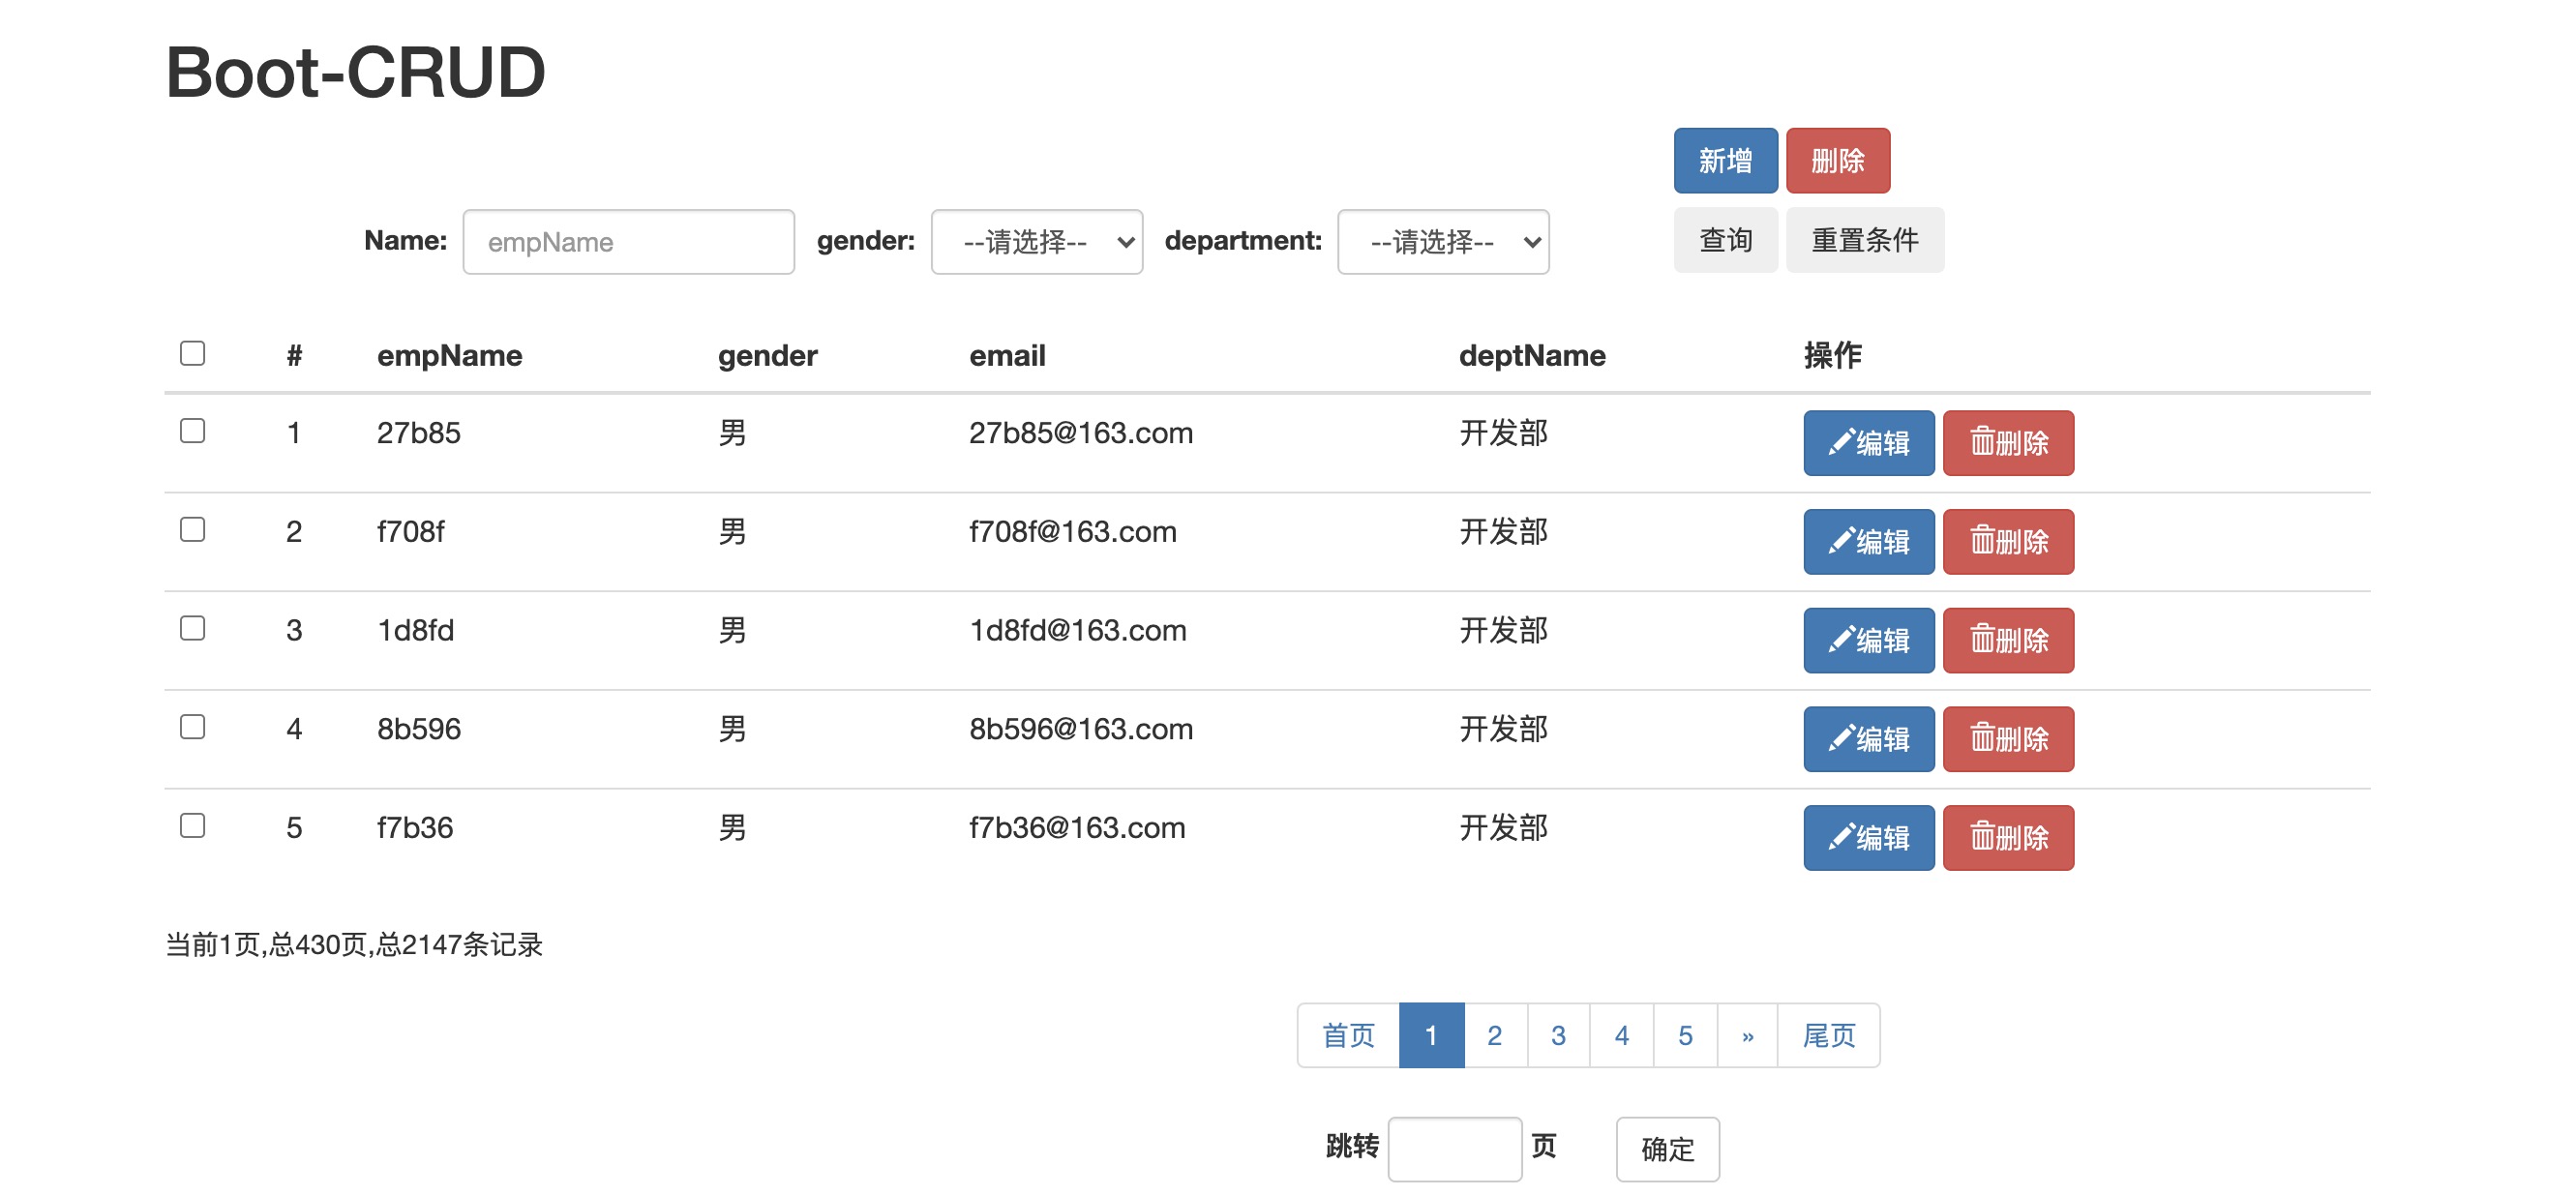 Boot-CRUD
新增 删除
Name: empName gender: --请选择-- department: --请选择-- 查询 重置条件
# empName gender email deptName 操作
1 27b85 男 27b85@163.com 开发部 编辑 删除
2 f708f 男 f708f@163.com 开发部 编辑 删除
3 1d8fd 男 1d8fd@163.com 开发部 编辑 删除
4 8b596 男 8b596@163.com 开发部 编辑 删除
5 f7b36 男 f7b36@163.com 开发部 编辑 删除
当前1页,总430页,总2147条记录
首页 1 2 3 4 5 » 尾页
跳转 页 确定